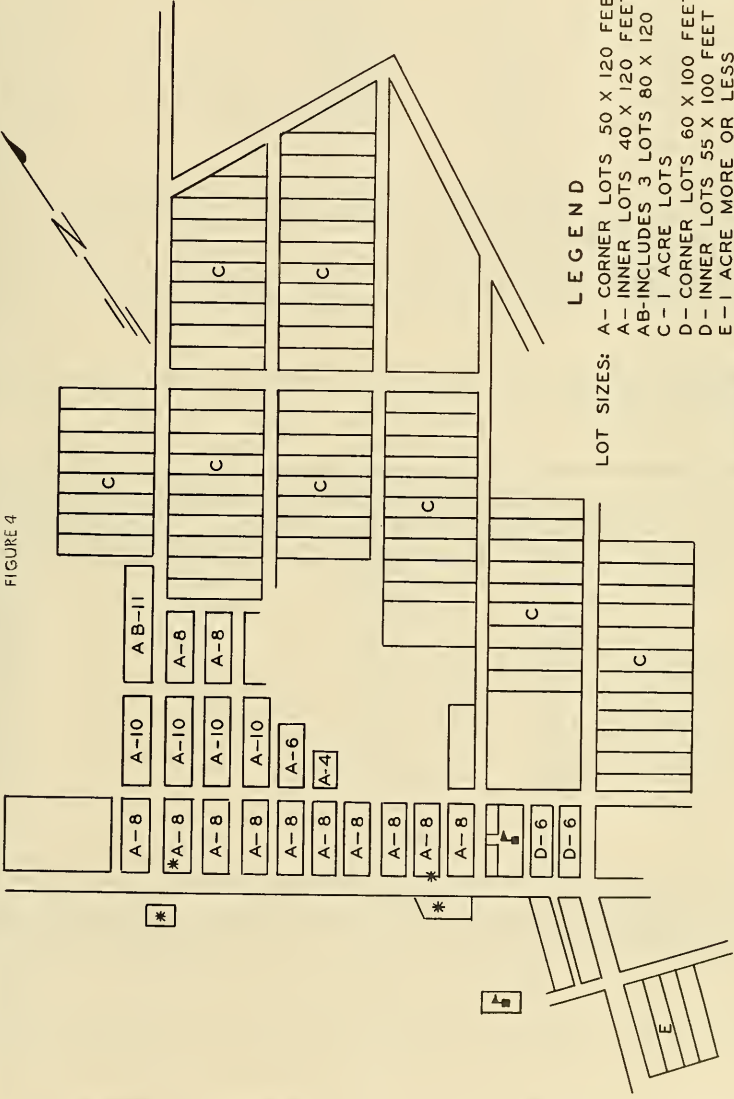 FIGURE 4
N
C
C
C
C
C
C
C
C
AB-11
A-8
A-8
A-10
A-10
A-10
A-10
A-6
A-4
A-8
*A-8
A-8
A-8
A-8
A-8
A-8
A-8
A-8
*
A-8
D-6
D-6
*
*
E
LEGEND
LOT SIZES: A- CORNER LOTS 50 X 120 FEE
A- INNER LOTS 40 X 120 FEET
AB-INCLUDES 3 LOTS 80 X 120
C-1 ACRE LOTS
D- CORNER LOTS 60 X 100 FEET
D- INNER LOTS 55 X 100 FEET
E-1 ACRE MORE OR LESS